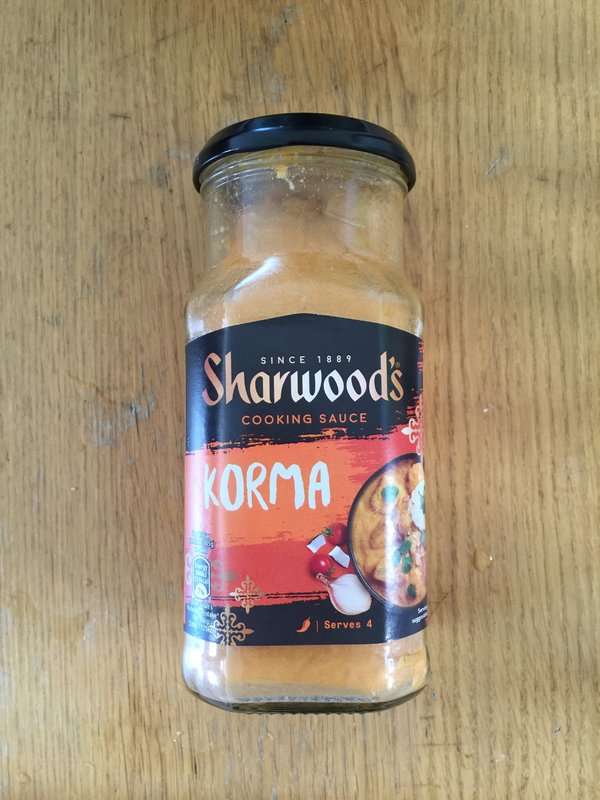 SINCE 1889
Sharwood's
COOKING SAUCE
KORMA
Serves 4